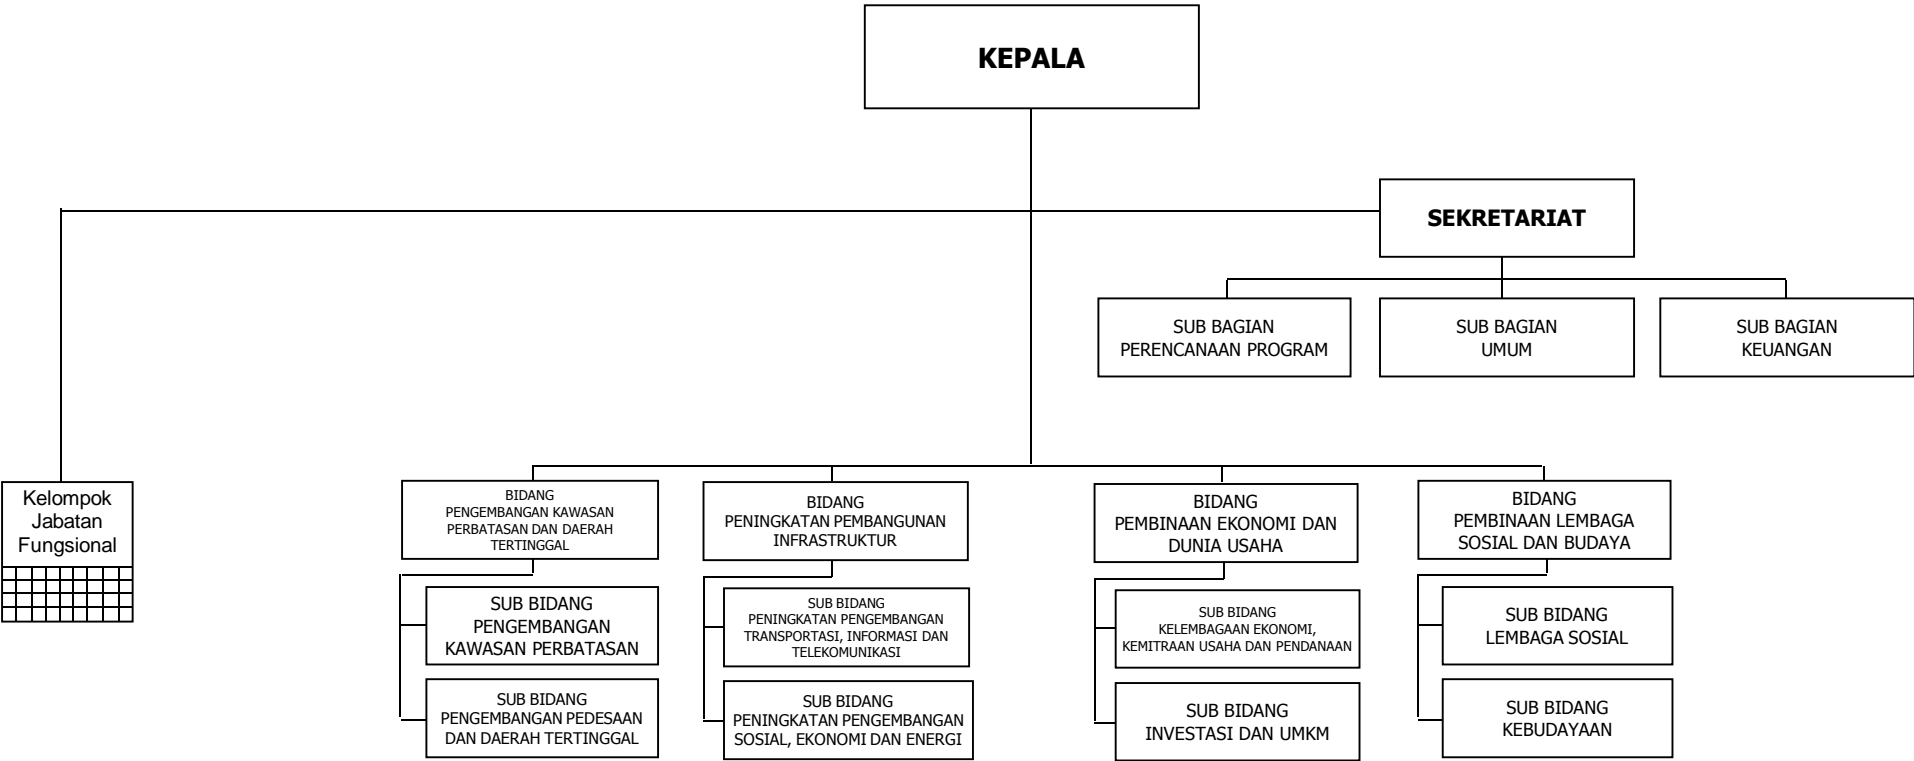 KEPALA
SEKRETARIAT
SUB BAGIAN
PERENCANAAN PROGRAM
SUB BAGIAN
UMUM
SUB BAGIAN
KEUANGAN
Kelompok
Jabatan
Fungsional
BIDANG
PENGEMBANGAN KAWASAN
PERBATASAN DAN DAERAH
TERTINGGAL
SUB BIDANG
PENGEMBANGAN
KAWASAN PERBATASAN
SUB BIDANG
PENGEMBANGAN PEDESAAN
DAN DAERAH TERTINGGAL
BIDANG
PENINGKATAN PEMBANGUNAN
INFRASTRUKTUR
SUB BIDANG
PENINGKATAN PENGEMBANGAN
TRANSPORTASI, INFORMASI DAN
TELEKOMUNIKASI
SUB BIDANG
PENINGKATAN PENGEMBANGAN
SOSIAL, EKONOMI DAN ENERGI
BIDANG
PEMBINAAN EKONOMI DAN
DUNIA USAHA
SUB BIDANG
KELEMBAGAAN EKONOMI,
KEMITRAAN USAHA DAN PENDANAAN
SUB BIDANG
INVESTASI DAN UMKM
BIDANG
PEMBINAAN LEMBAGA
SOSIAL DAN BUDAYA
SUB BIDANG
LEMBAGA SOSIAL
SUB BIDANG
KEBUDAYAAN